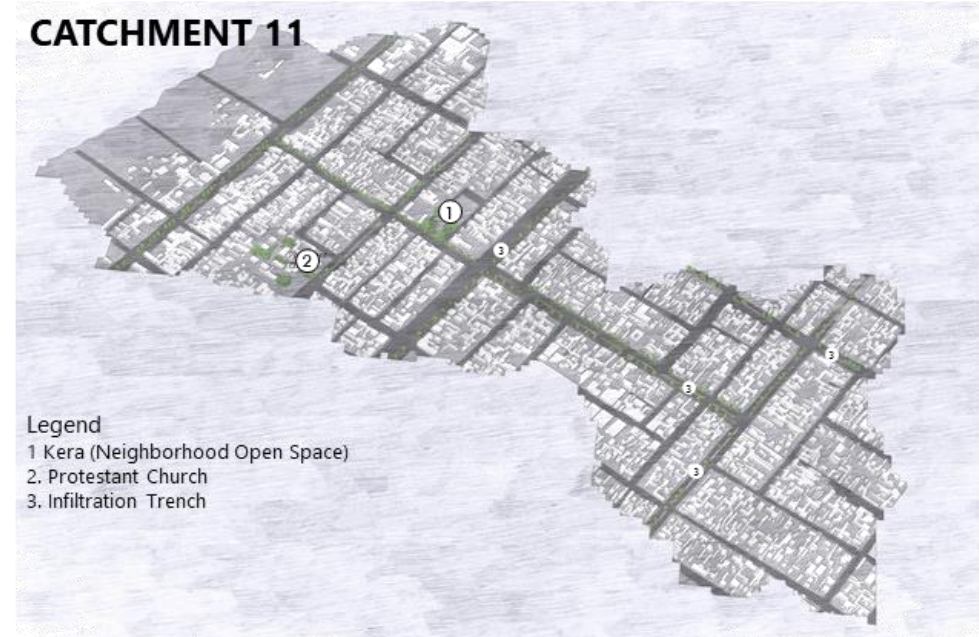 CATCHMENT 11
1
2
3
3
3
3
Legend
1 Kera (Neighborhood Open Space)
2. Protestant Church
3. Infiltration Trench